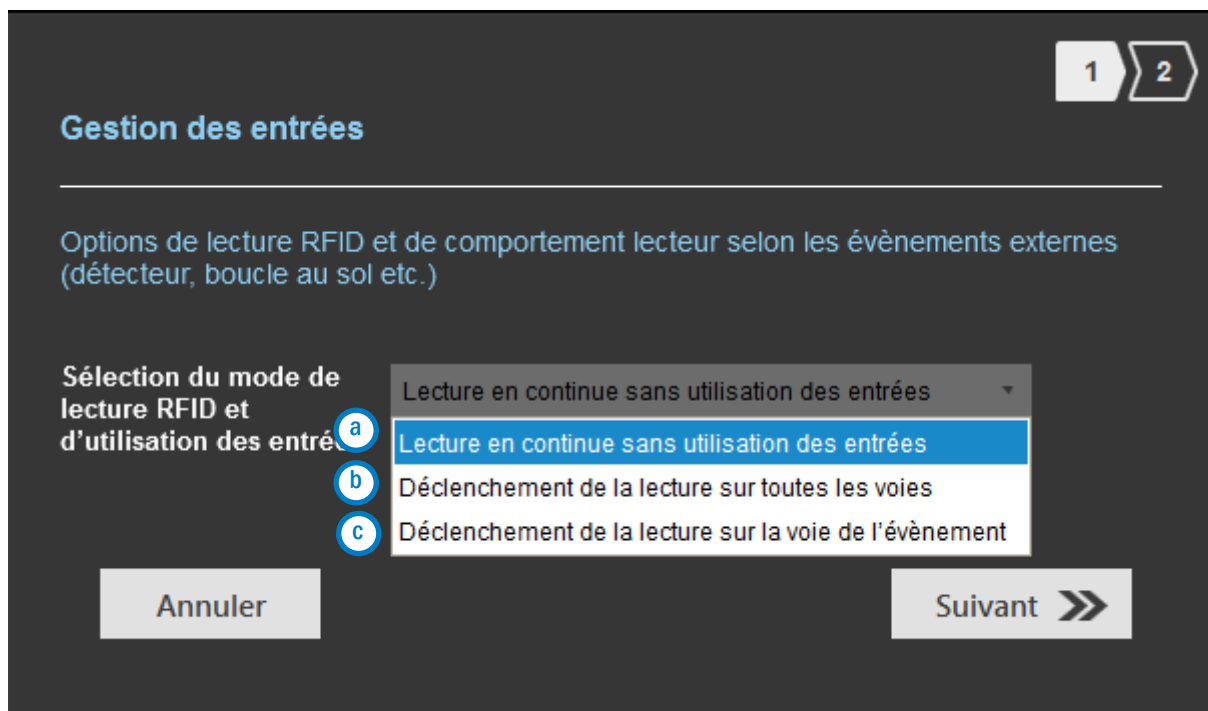 1 2
Gestion des entrées
Options de lecture RFID et de comportement lecteur selon les évènements externes
(détecteur, boucle au sol etc.)
Sélection du mode de
lecture RFID et
d'utilisation des entrée
Lecture en continue sans utilisation des entrées
a Lecture en continue sans utilisation des entrées
b Déclenchement de la lecture sur toutes les voies
c Déclenchement de la lecture sur la voie de l'évènement
Annuler
Suivant